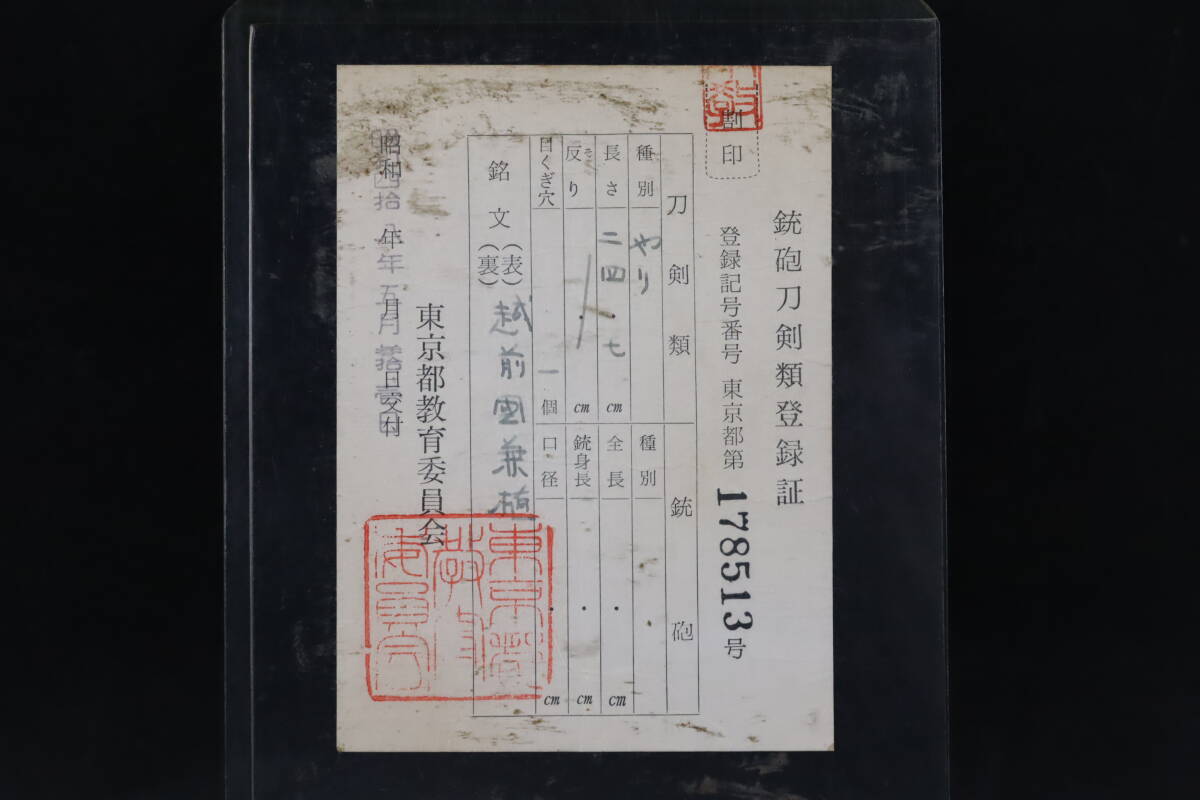 銃砲刀剣類登録証
割印
登録記号番号 東京都第178513号
刀剣類
種別 やり
長さ 二四・七 cm
反り ・ cm
目くぎ穴 一個
銘文 (表) (裏) 越前国兼植
銃砲
種別
全長 ・ cm
銃身長 ・ cm
口径 ・ cm
昭和 年 月 日交付
東京都教育委員会